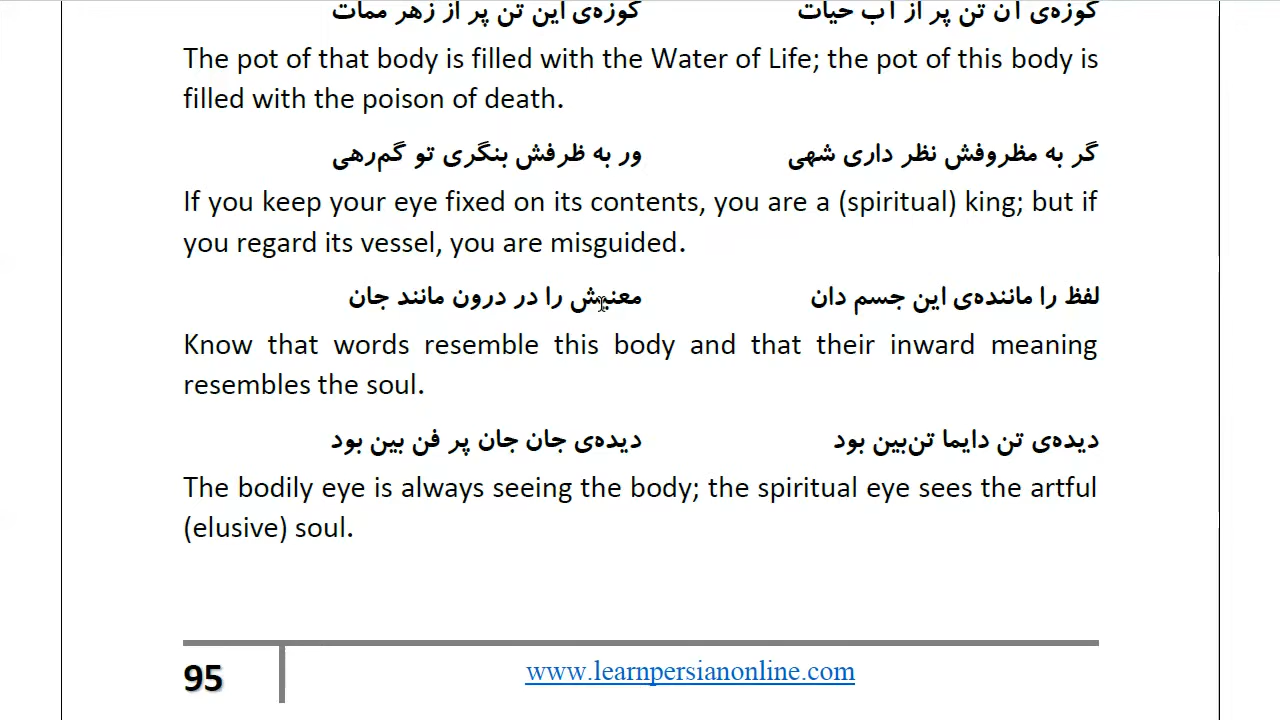 کوزه‌ی آن تن پر از آب حیات کوزه‌ی این تن پر از زهر ممات
The pot of that body is filled with the Water of Life; the pot of this body is
filled with the poison of death.
گر به مظروفش نظر داری شهی ور به ظرفش بنگری تو گم‌رهی
If you keep your eye fixed on its contents, you are a (spiritual) king; but if
you regard its vessel, you are misguided.
لفظ را ماننده‌ی این جسم دان معنیش را در درون مانند جان
Know that words resemble this body and that their inward meaning
resembles the soul.
دیده‌ی تن دایما تن‌بین بود دیده‌ی جان جان پر فن بین بود
The bodily eye is always seeing the body; the spiritual eye sees the artful
(elusive) soul.
95 www.learnpersianonline.com